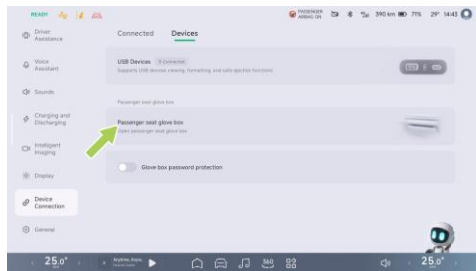 READY
PASSENGER
AIRBAG ON
390 km
71%
29°
14:43
Driver
Assistance
Voice
Assistant
Sounds
Charging and
Discharging
Intelligent
Imaging
Display
Device
Connection
General
Connected
Devices
USB Devices
Supports USB devices viewing, formatting, and safe ejection functions
Passenger seat glove box
Passenger seat glove box
Open passenger seat glove box
Glove box password protection
25.0°
360
25.0°